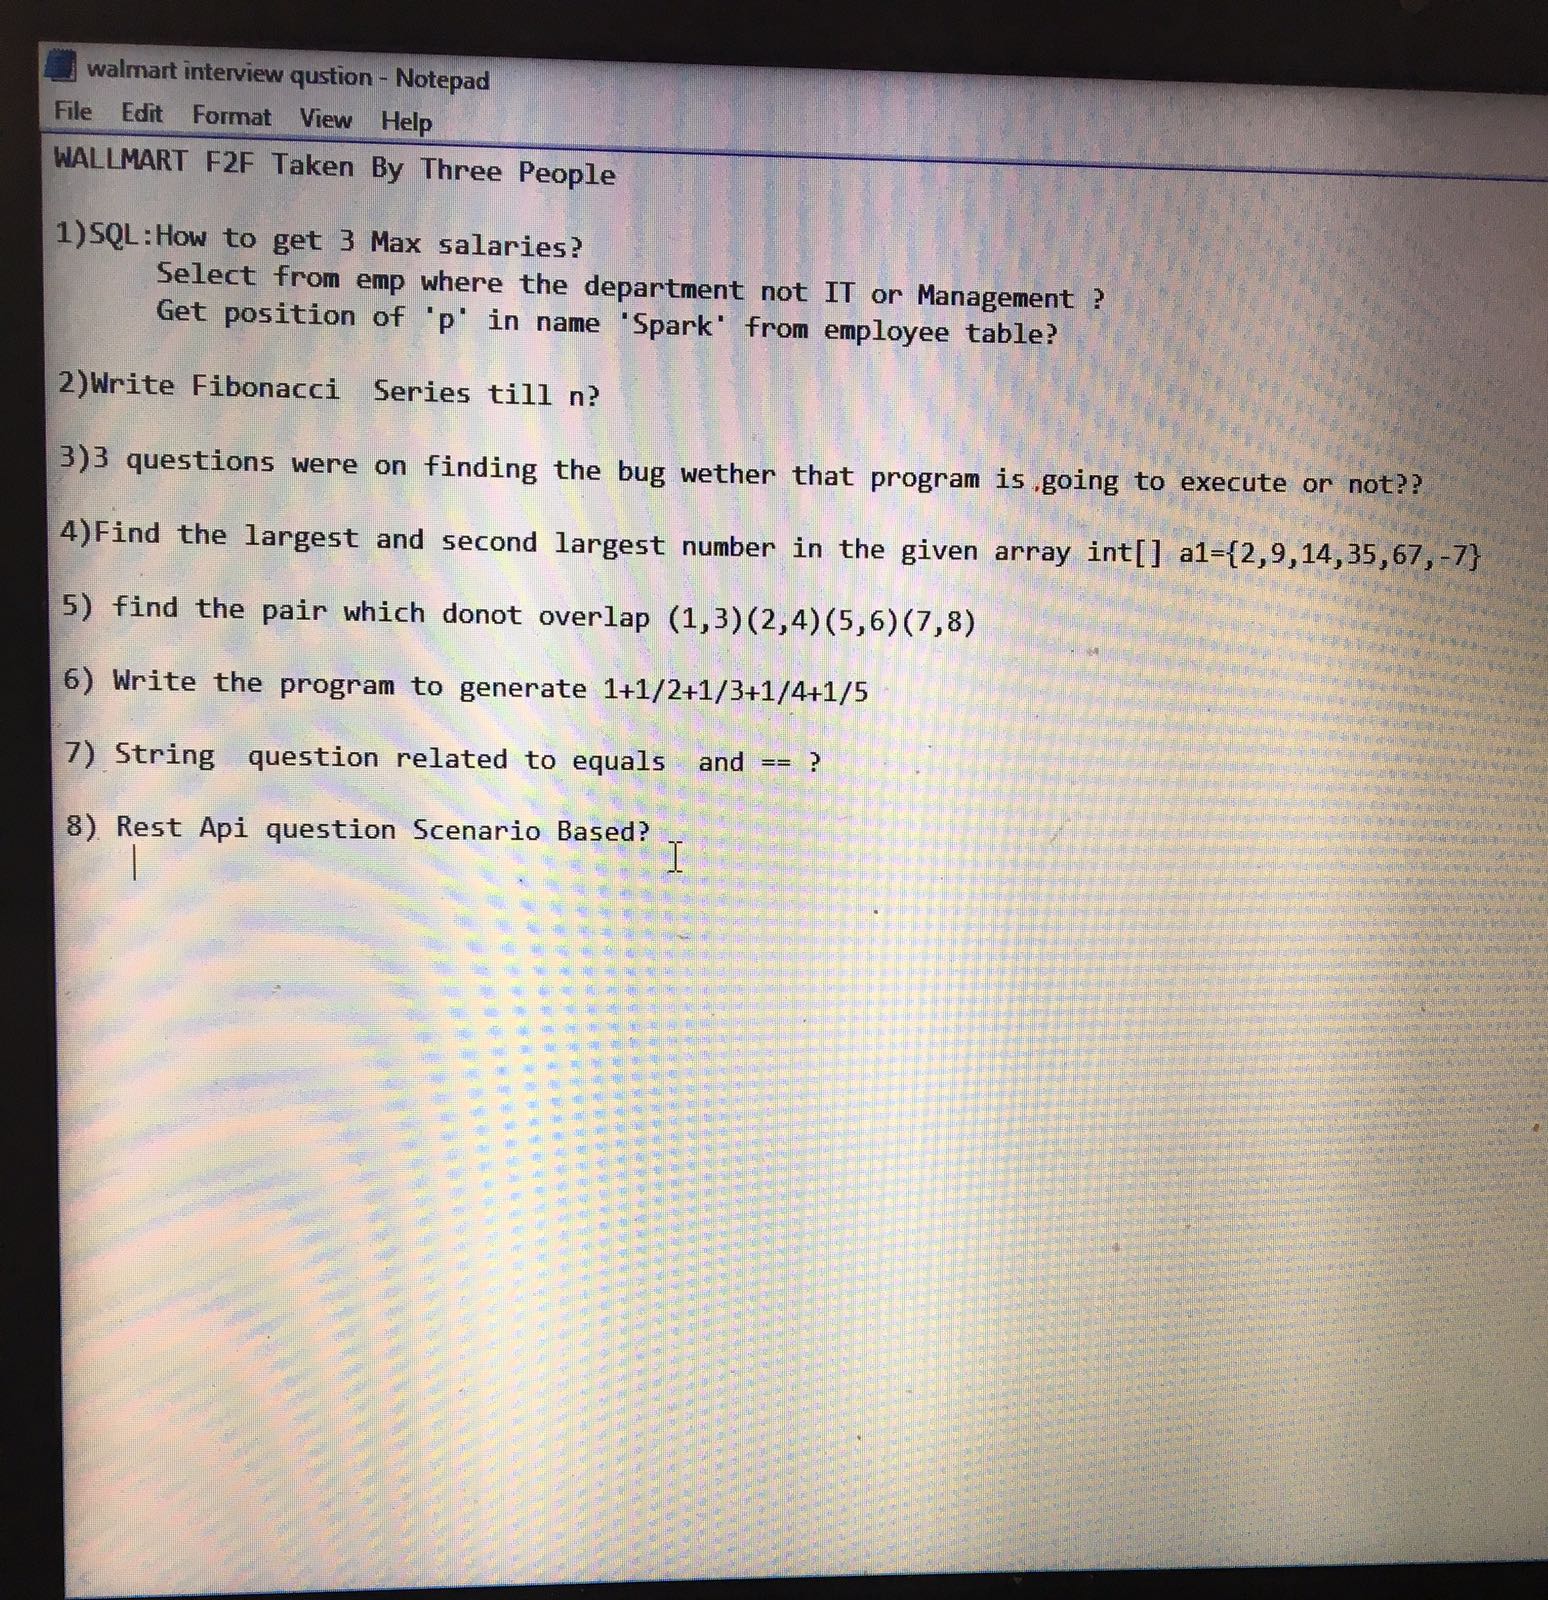 walmart interview qustion - Notepad
File Edit Format View Help
WALLMART F2F Taken By Three People
1)SQL:How to get 3 Max salaries?
Select from emp where the department not IT or Management ?
Get position of 'p' in name 'Spark' from employee table?
2)Write Fibonacci  Series till n?
3)3 questions were on finding the bug wether that program is going to execute or not??
4)Find the largest and second largest number in the given array int[] a1={2,9,14,35,67,-7}
5) find the pair which donot overlap (1,3)(2,4)(5,6)(7,8)
6) Write the program to generate 1+1/2+1/3+1/4+1/5
7) String  question related to equals  and == ?
8) Rest Api question Scenario Based?